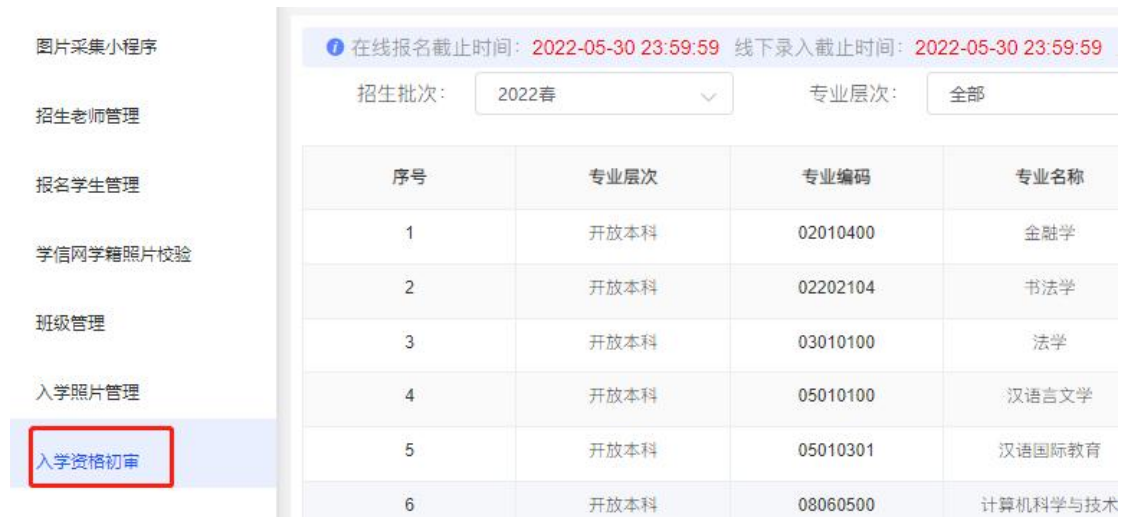 图片采集小程序
招生老师管理
报名学生管理
学信网学籍照片校验
班级管理
入学照片管理
入学资格初审
在线报名截止时间：2022-05-30 23:59:59 线下录入截止时间：2022-05-30 23:59:59
招生批次： 2022春 专业层次： 全部
序号 专业层次 专业编码 专业名称
1 开放本科 02010400 金融学
2 开放本科 02202104 书法学
3 开放本科 03010100 法学
4 开放本科 05010100 汉语言文学
5 开放本科 05010301 汉语国际教育
6 开放本科 08060500 计算机科学与技术